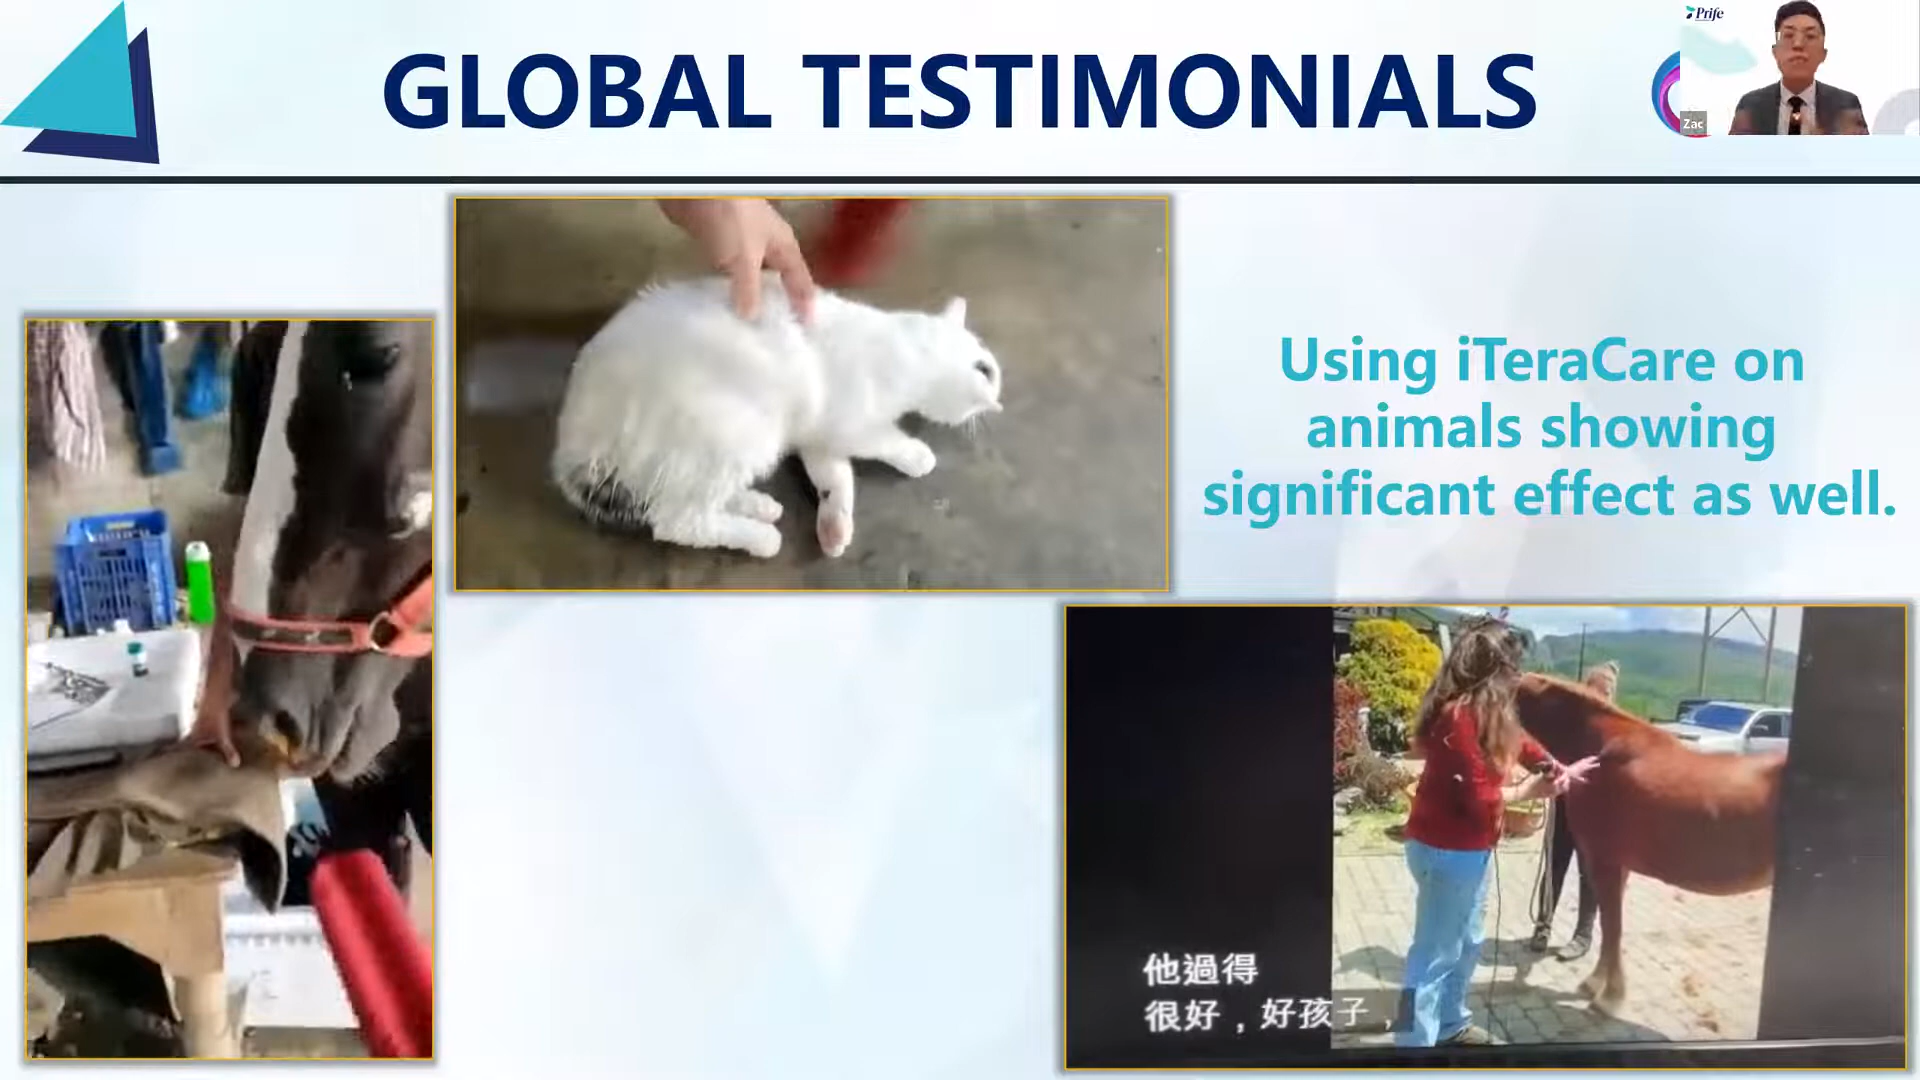 GLOBAL TESTIMONIALS
Prife
Zac
Using iTeraCare on
animals showing
significant effect as well.
他過得
很好，好孩子，